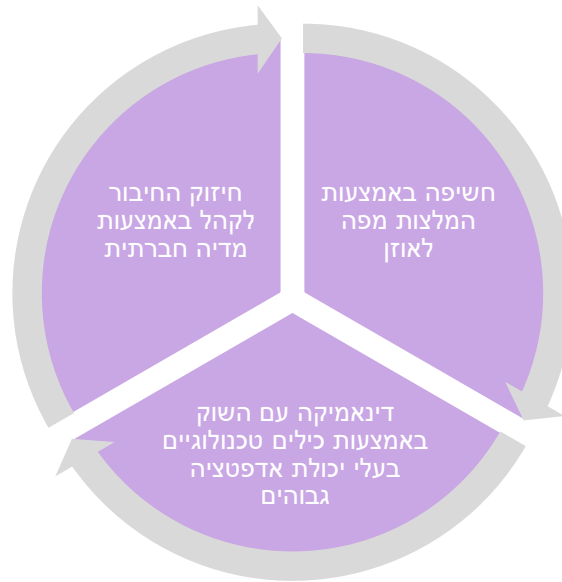 חשיפה באמצעות
המלצות מפה
לאוזן
דינאמיקה עם השוק
באמצעות כילים טכנולוגיים
בעלי יכולת אדפטציה
גבוהים
חיזוק החיבור
לקהל באמצעות
מדיה חברתית